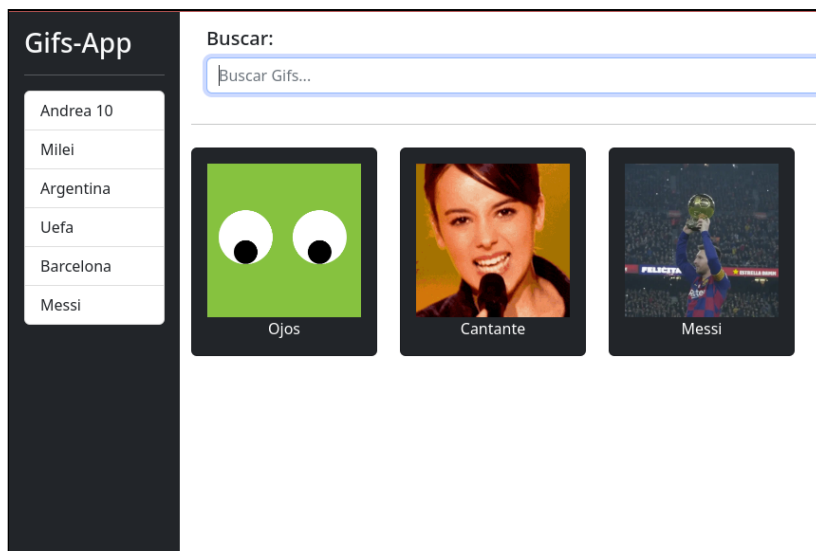 Gifs-App
Andrea 10
Milei
Argentina
Uefa
Barcelona
Messi
Buscar:
Buscar Gifs...
Ojos
Cantante
Messi